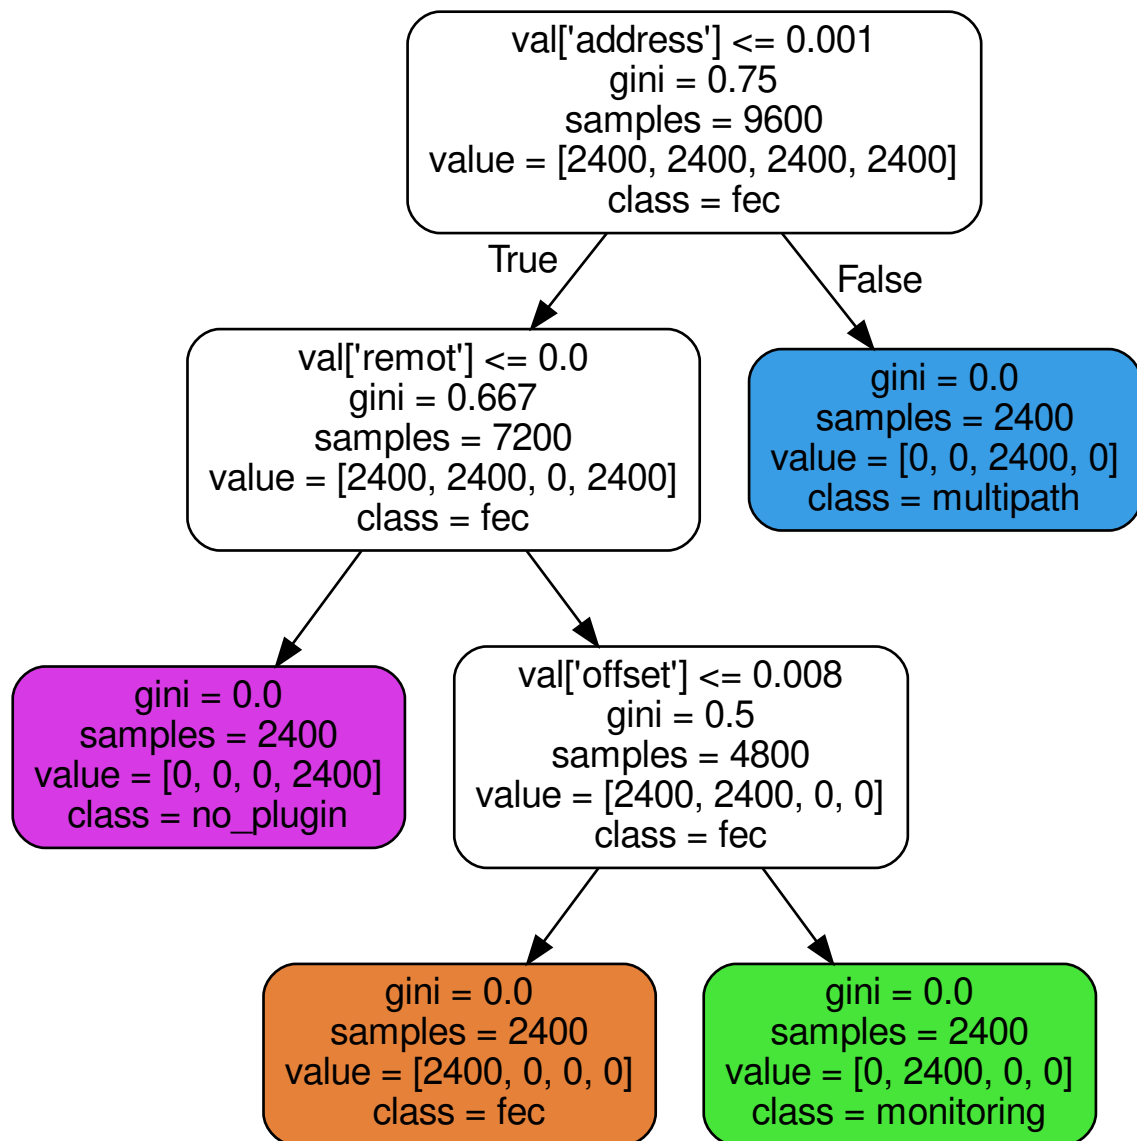 val['address'] <= 0.001
gini = 0.75
samples = 9600
value = [2400, 2400, 2400, 2400]
class = fec
True
False
val['remot'] <= 0.0
gini = 0.667
samples = 7200
value = [2400, 2400, 0, 2400]
class = fec
gini = 0.0
samples = 2400
value = [0, 0, 2400, 0]
class = multipath
gini = 0.0
samples = 2400
value = [0, 0, 0, 2400]
class = no_plugin
val['offset'] <= 0.008
gini = 0.5
samples = 4800
value = [2400, 2400, 0, 0]
class = fec
gini = 0.0
samples = 2400
value = [2400, 0, 0, 0]
class = fec
gini = 0.0
samples = 2400
value = [0, 2400, 0, 0]
class = monitoring